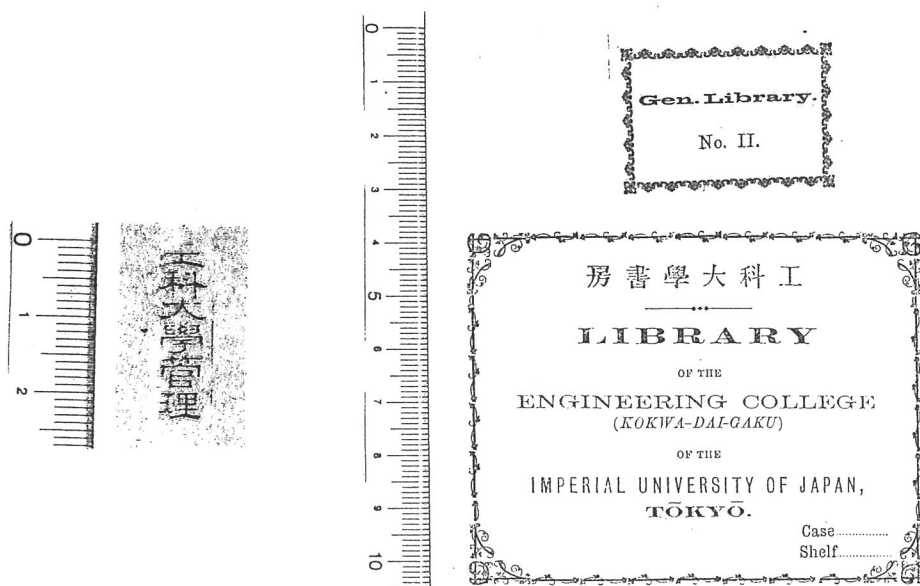 0
1
2
工科大學管理
0
1
2
3
4
5
6
7
8
9
10
Gen. Library.
No. II.
工科大學書房
LIBRARY
OF THE
ENGINEERING COLLEGE
(KOKWA-DAI-GAKU)
OF THE
IMPERIAL UNIVERSITY OF JAPAN,
TŌKYŌ.
Case..............
Shelf..............